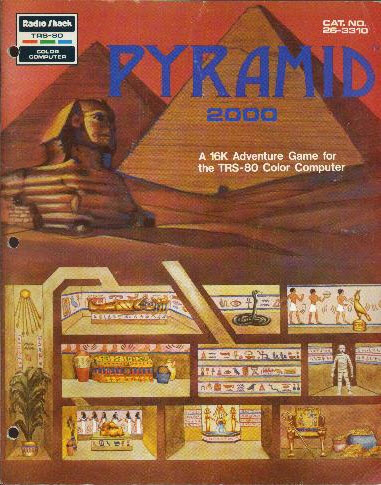 Radio Shack
TRS-80
COLOR
COMPUTER
CAT. NO.
26-3310
PYRAMID
2000
A 16K Adventure Game for
the TRS-80 Color Computer